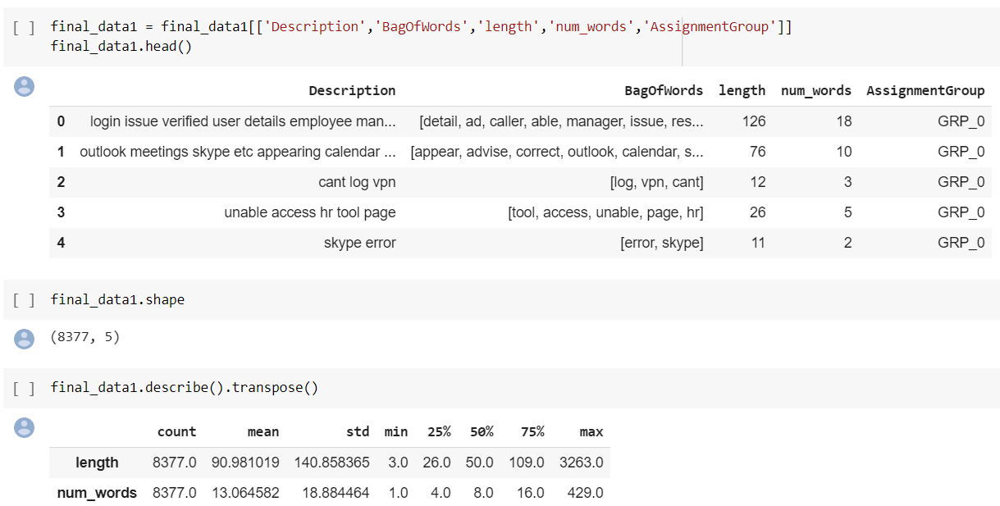 [ ] final_data1 = final_data1[['Description','BagOfWords','length','num_words','AssignmentGroup']]
final_data1.head()
Description BagOfWords length num_words AssignmentGroup
0 login issue verified user details employee man... [detail, ad, caller, able, manager, issue, res... 126 18 GRP_0
1 outlook meetings skype etc appearing calendar ... [appear, advise, correct, outlook, calendar, s... 76 10 GRP_0
2 cant log vpn [log, vpn, cant] 12 3 GRP_0
3 unable access hr tool page [tool, access, unable, page, hr] 26 5 GRP_0
4 skype error [error, skype] 11 2 GRP_0
[ ] final_data1.shape
(8377, 5)
[ ] final_data1.describe().transpose()
count mean std min 25% 50% 75% max
length 8377.0 90.981019 140.858365 3.0 26.0 50.0 109.0 3263.0
num_words 8377.0 13.064582 18.884464 1.0 4.0 8.0 16.0 429.0